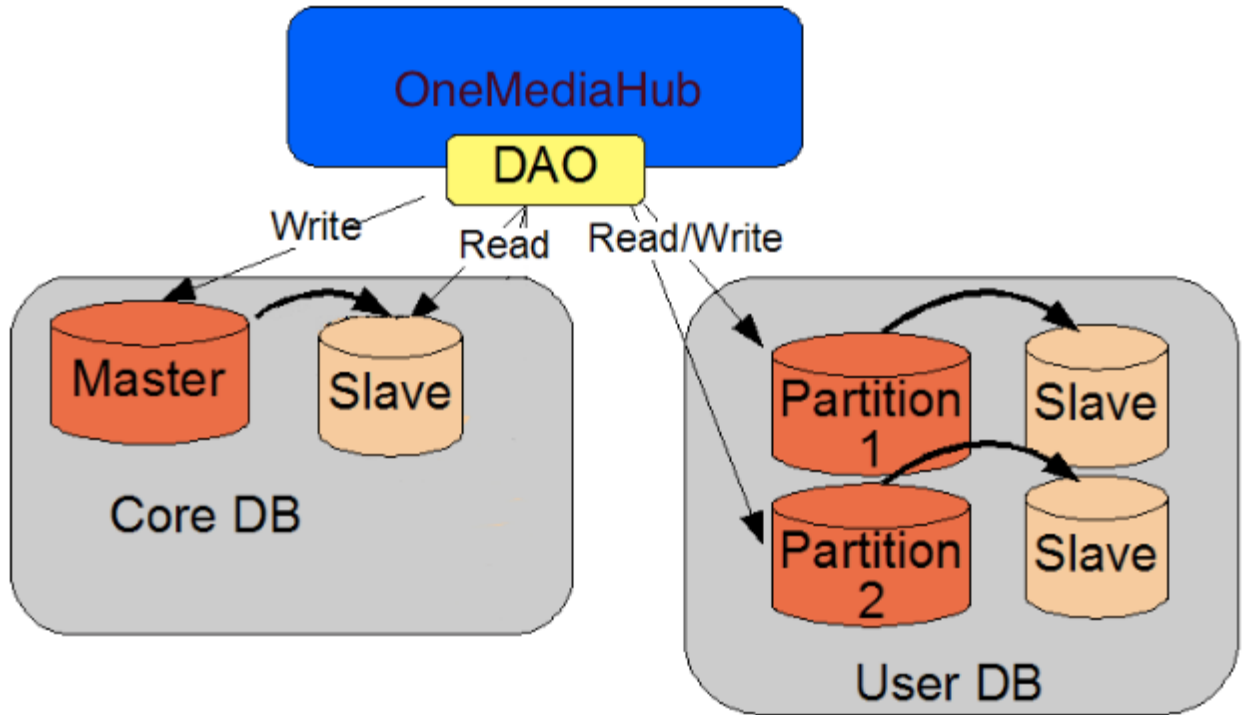 OneMediaHub
DAO
Write
Read
Read/Write
Master
Slave
Core DB
Partition
1
Slave
Partition
2
Slave
User DB